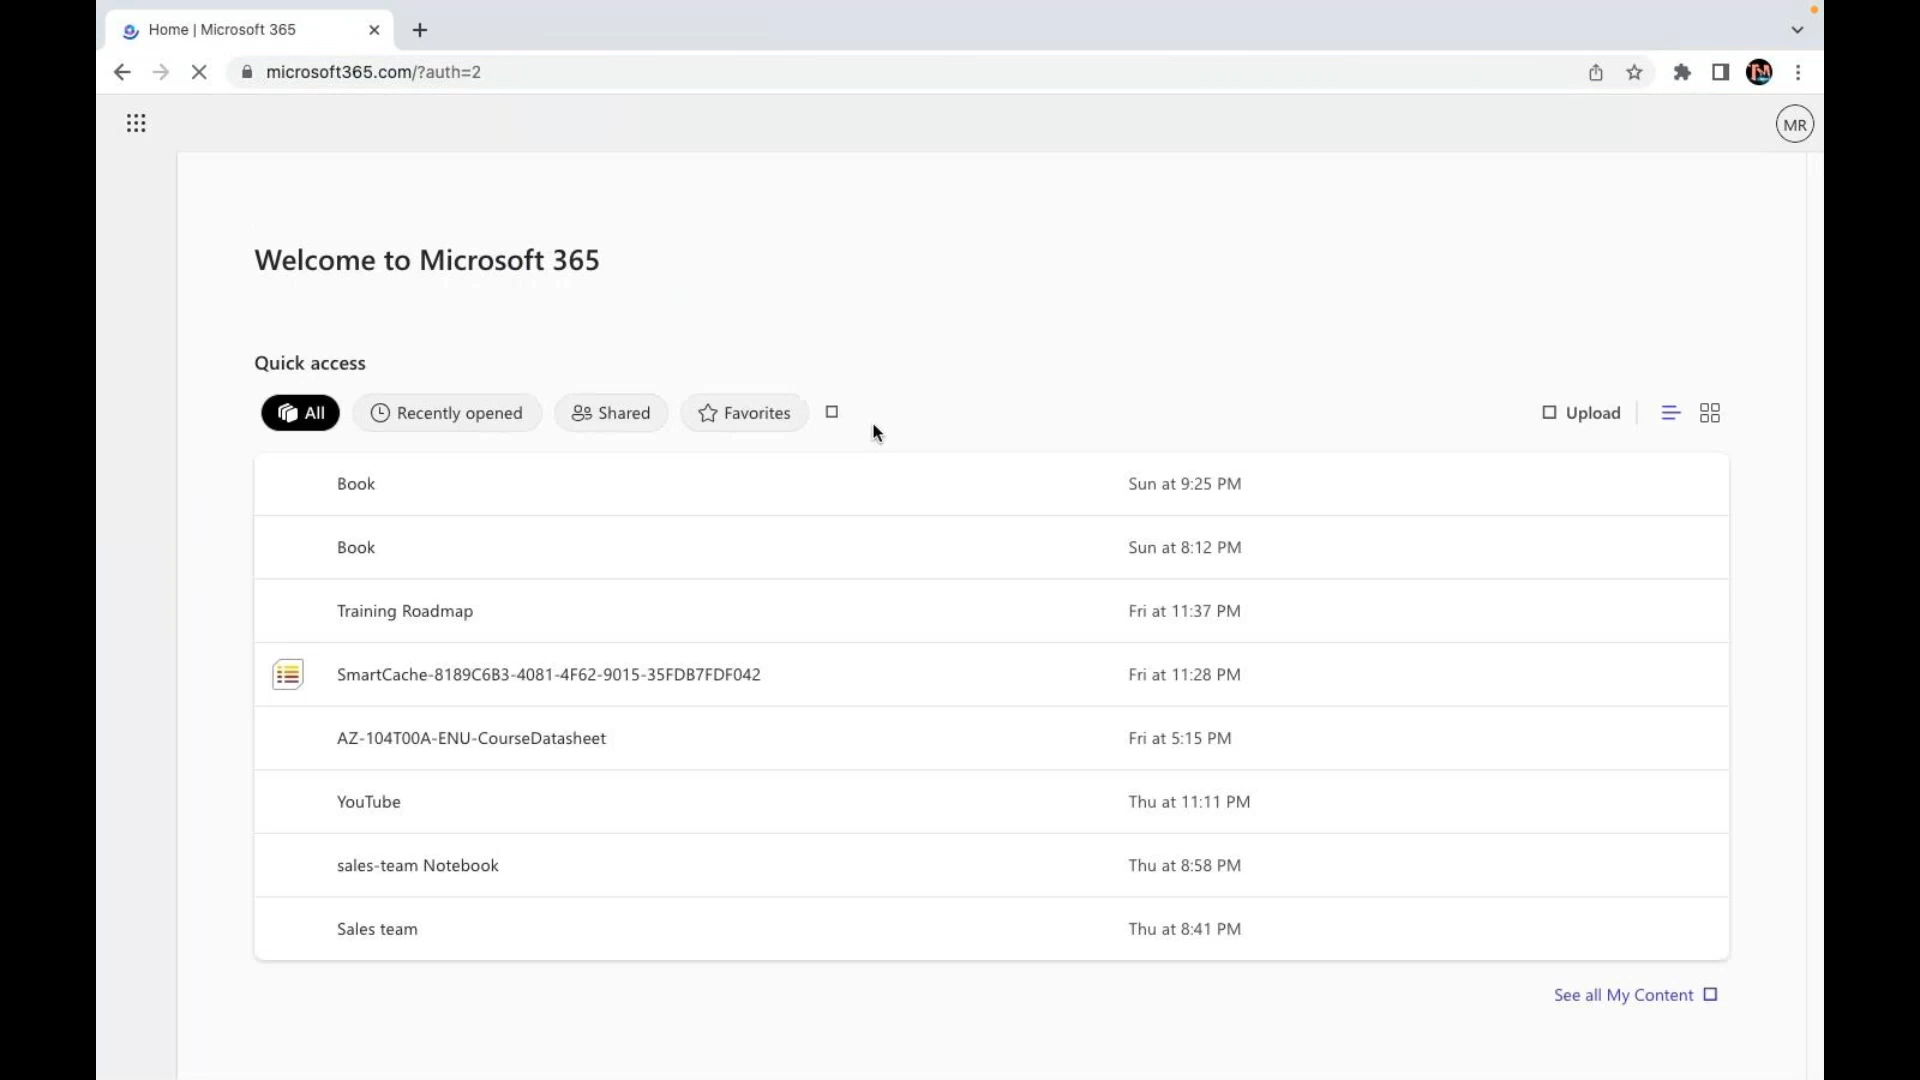 Home | Microsoft 365
microsoft365.com/?auth=2
MR
Welcome to Microsoft 365
Quick access
All Recently opened Shared Favorites Upload
Book Sun at 9:25 PM
Book Sun at 8:12 PM
Training Roadmap Fri at 11:37 PM
SmartCache-8189C6B3-4081-4F62-9015-35FDB7FDF042 Fri at 11:28 PM
AZ-104T00A-ENU-CourseDatasheet Fri at 5:15 PM
YouTube Thu at 11:11 PM
sales-team Notebook Thu at 8:58 PM
Sales team Thu at 8:41 PM
See all My Content